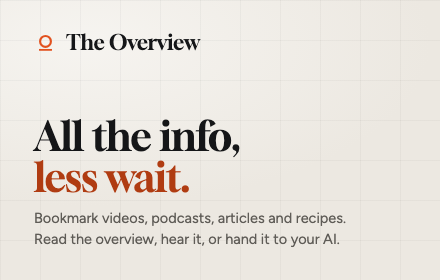 The Overview
All the info,
less wait.
Bookmark videos, podcasts, articles and recipes.
Read the overview, hear it, or hand it to your AI.